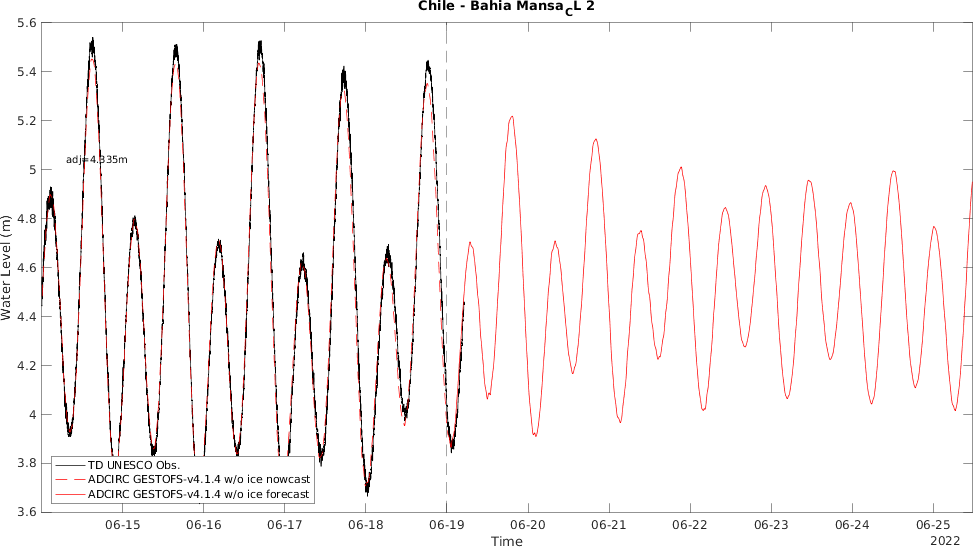 Chile - Bahia Mansa_CL 2
5.6
5.4
5.2
5
4.8
4.6
4.4
4.2
4
3.8
3.6
Water Level (m)
adj=4.335m
TD UNESCO Obs.
ADCIRC GESTOFS-v4.1.4 w/o ice nowcast
ADCIRC GESTOFS-v4.1.4 w/o ice forecast
06-15 06-16 06-17 06-18 06-19 06-20 06-21 06-22 06-23 06-24 06-25
Time
2022